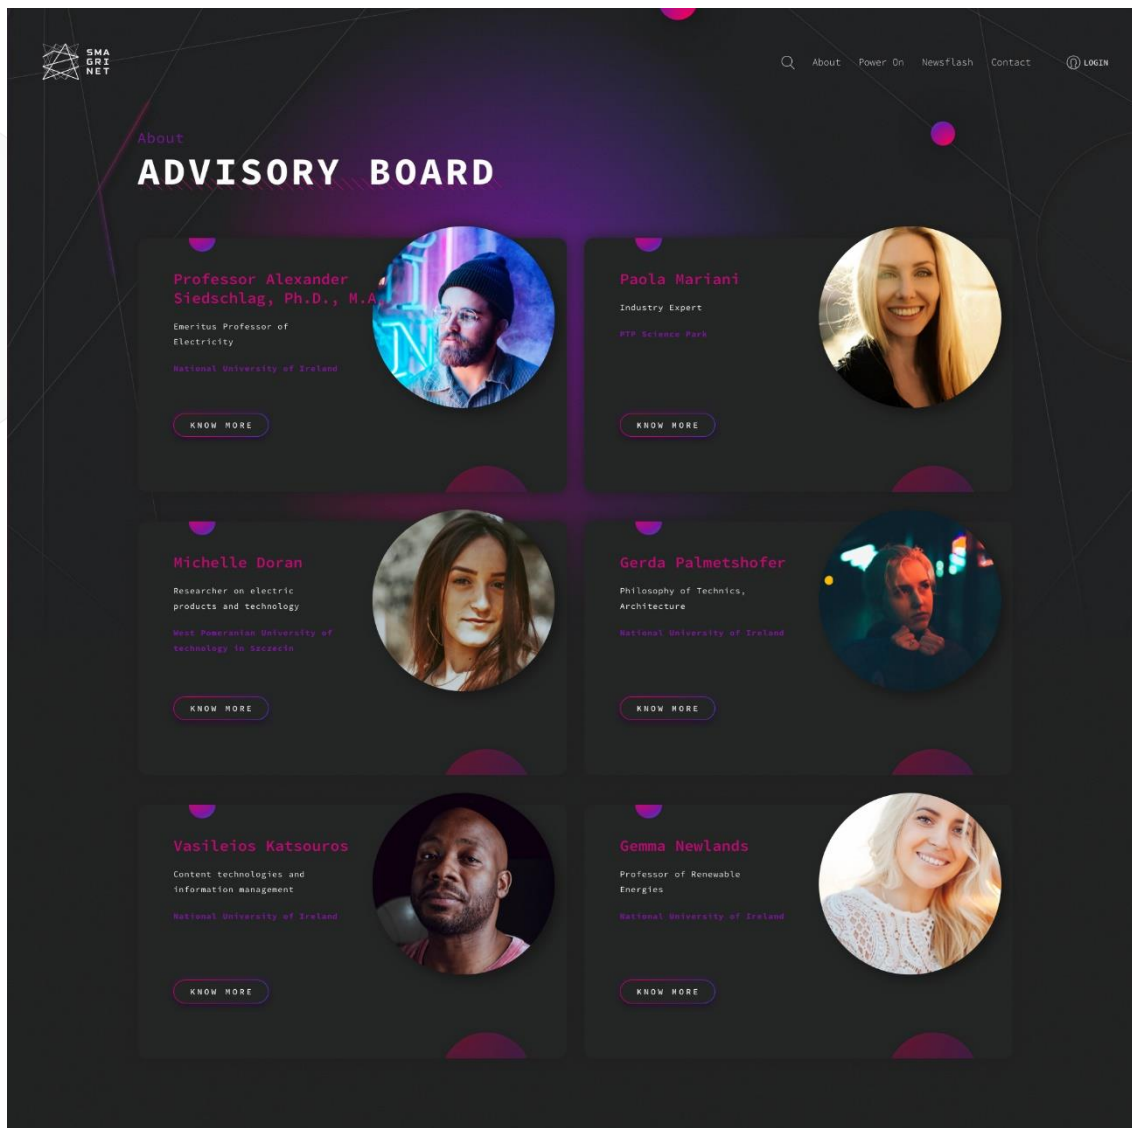 SMA
GRI
NET
About
Power On
Newsflash
Contact
LOGIN
About
ADVISORY BOARD
Professor Alexander
Siedschlag, Ph.D., M.A
Emeritus Professor of
Electricity
National University of Ireland
KNOW MORE
Paola Mariani
Industry Expert
PTP Science Park
KNOW MORE
Michelle Doran
Researcher on electric
products and technology
West Pomeranian University of
technology in Szczecin
KNOW MORE
Gerda Palmetshofer
Philosophy of Technics,
Architecture
National University of Ireland
KNOW MORE
Vasileios Katsouros
Content technologies and
information management
National University of Ireland
KNOW MORE
Gemma Newlands
Professor of Renewable
Energies
National University of Ireland
KNOW MORE